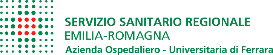 SERVIZIO SANITARIO REGIONALE
EMILIA-ROMAGNA
Azienda Ospedaliero - Universitaria di Ferrara